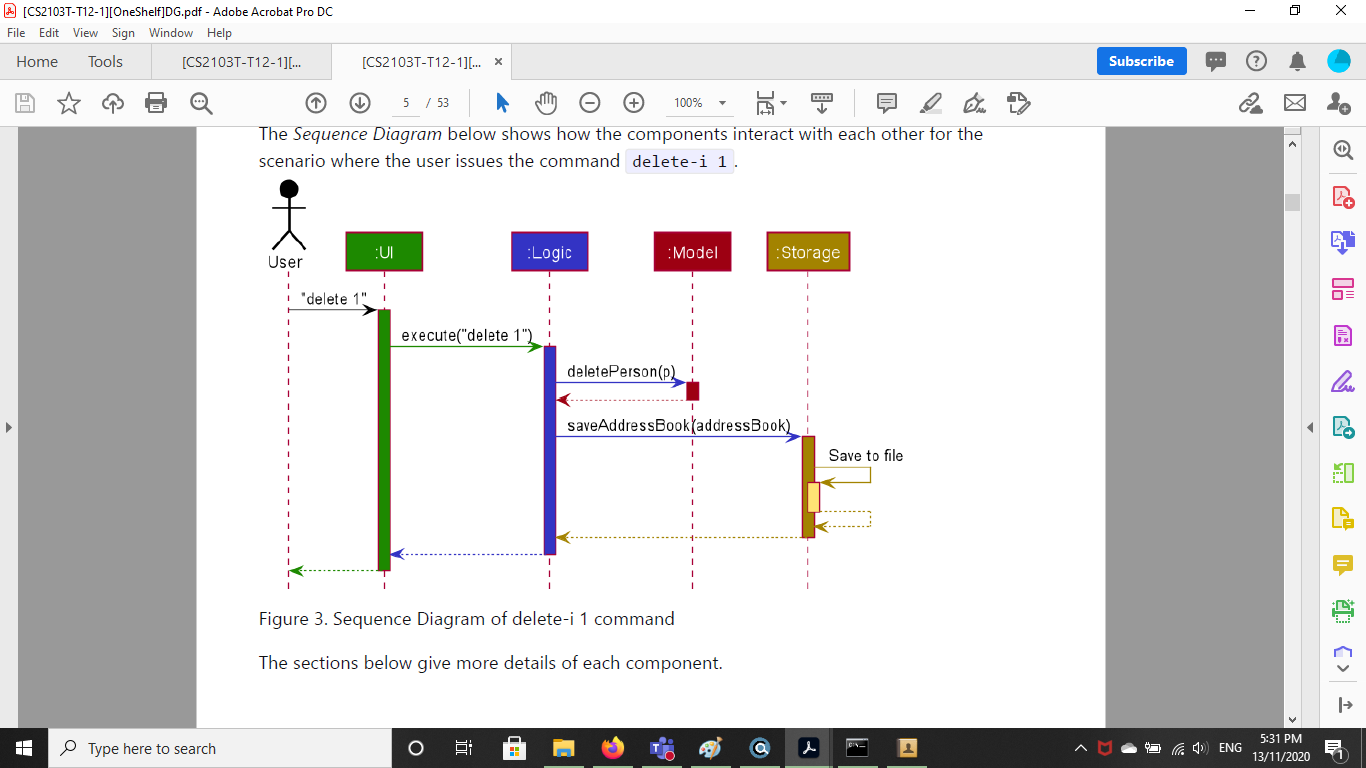 [CS2103T-T12-1][OneShelf]DG.pdf - Adobe Acrobat Pro DC
File Edit View Sign Window Help
Home Tools [CS2103T-T12-1][... [CS2103T-T12-1][... × Subscribe
5 / 53 100%
The Sequence Diagram below shows how the components interact with each other for the
scenario where the user issues the command delete-i 1 .
User
:UI :Logic :Model :Storage
"delete 1"
execute("delete 1")
deletePerson(p)
saveAddressBook(addressBook)
Save to file
Figure 3. Sequence Diagram of delete-i 1 command
The sections below give more details of each component.
Type here to search
ENG
5:31 PM
13/11/2020
1